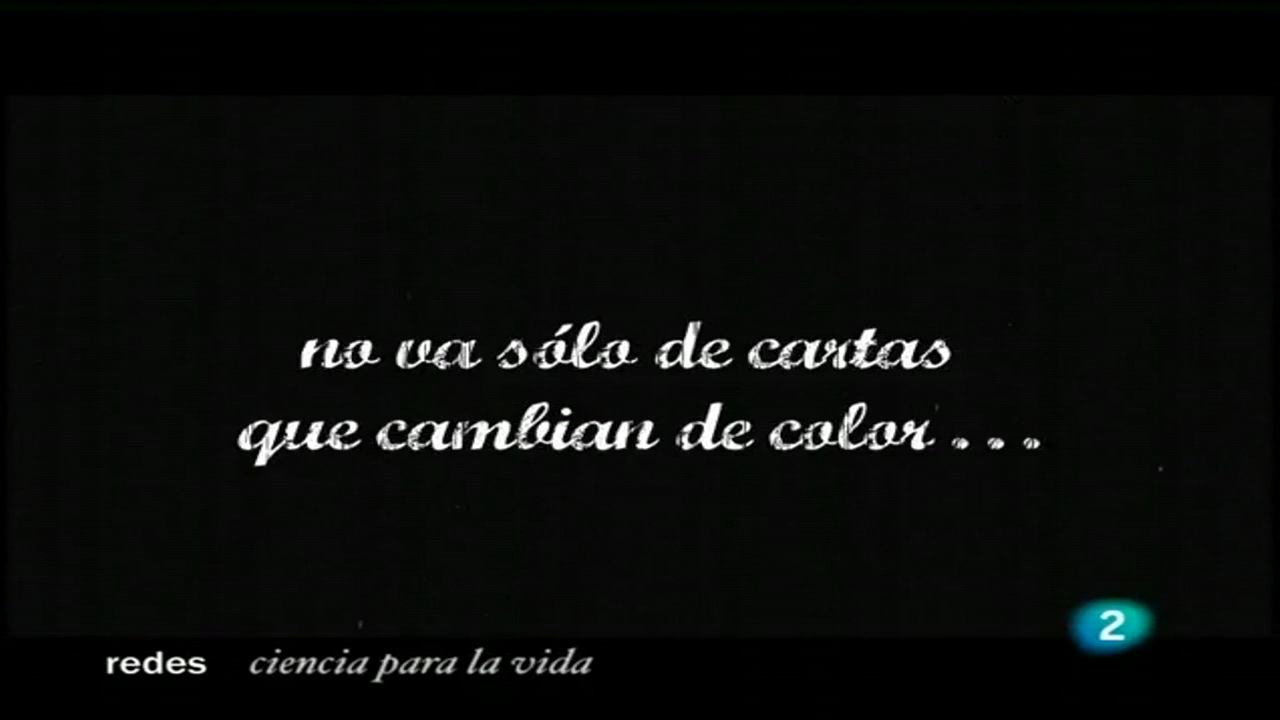 no va sólo de cartas
que cambian de color...
2
redes ciencia para la vida